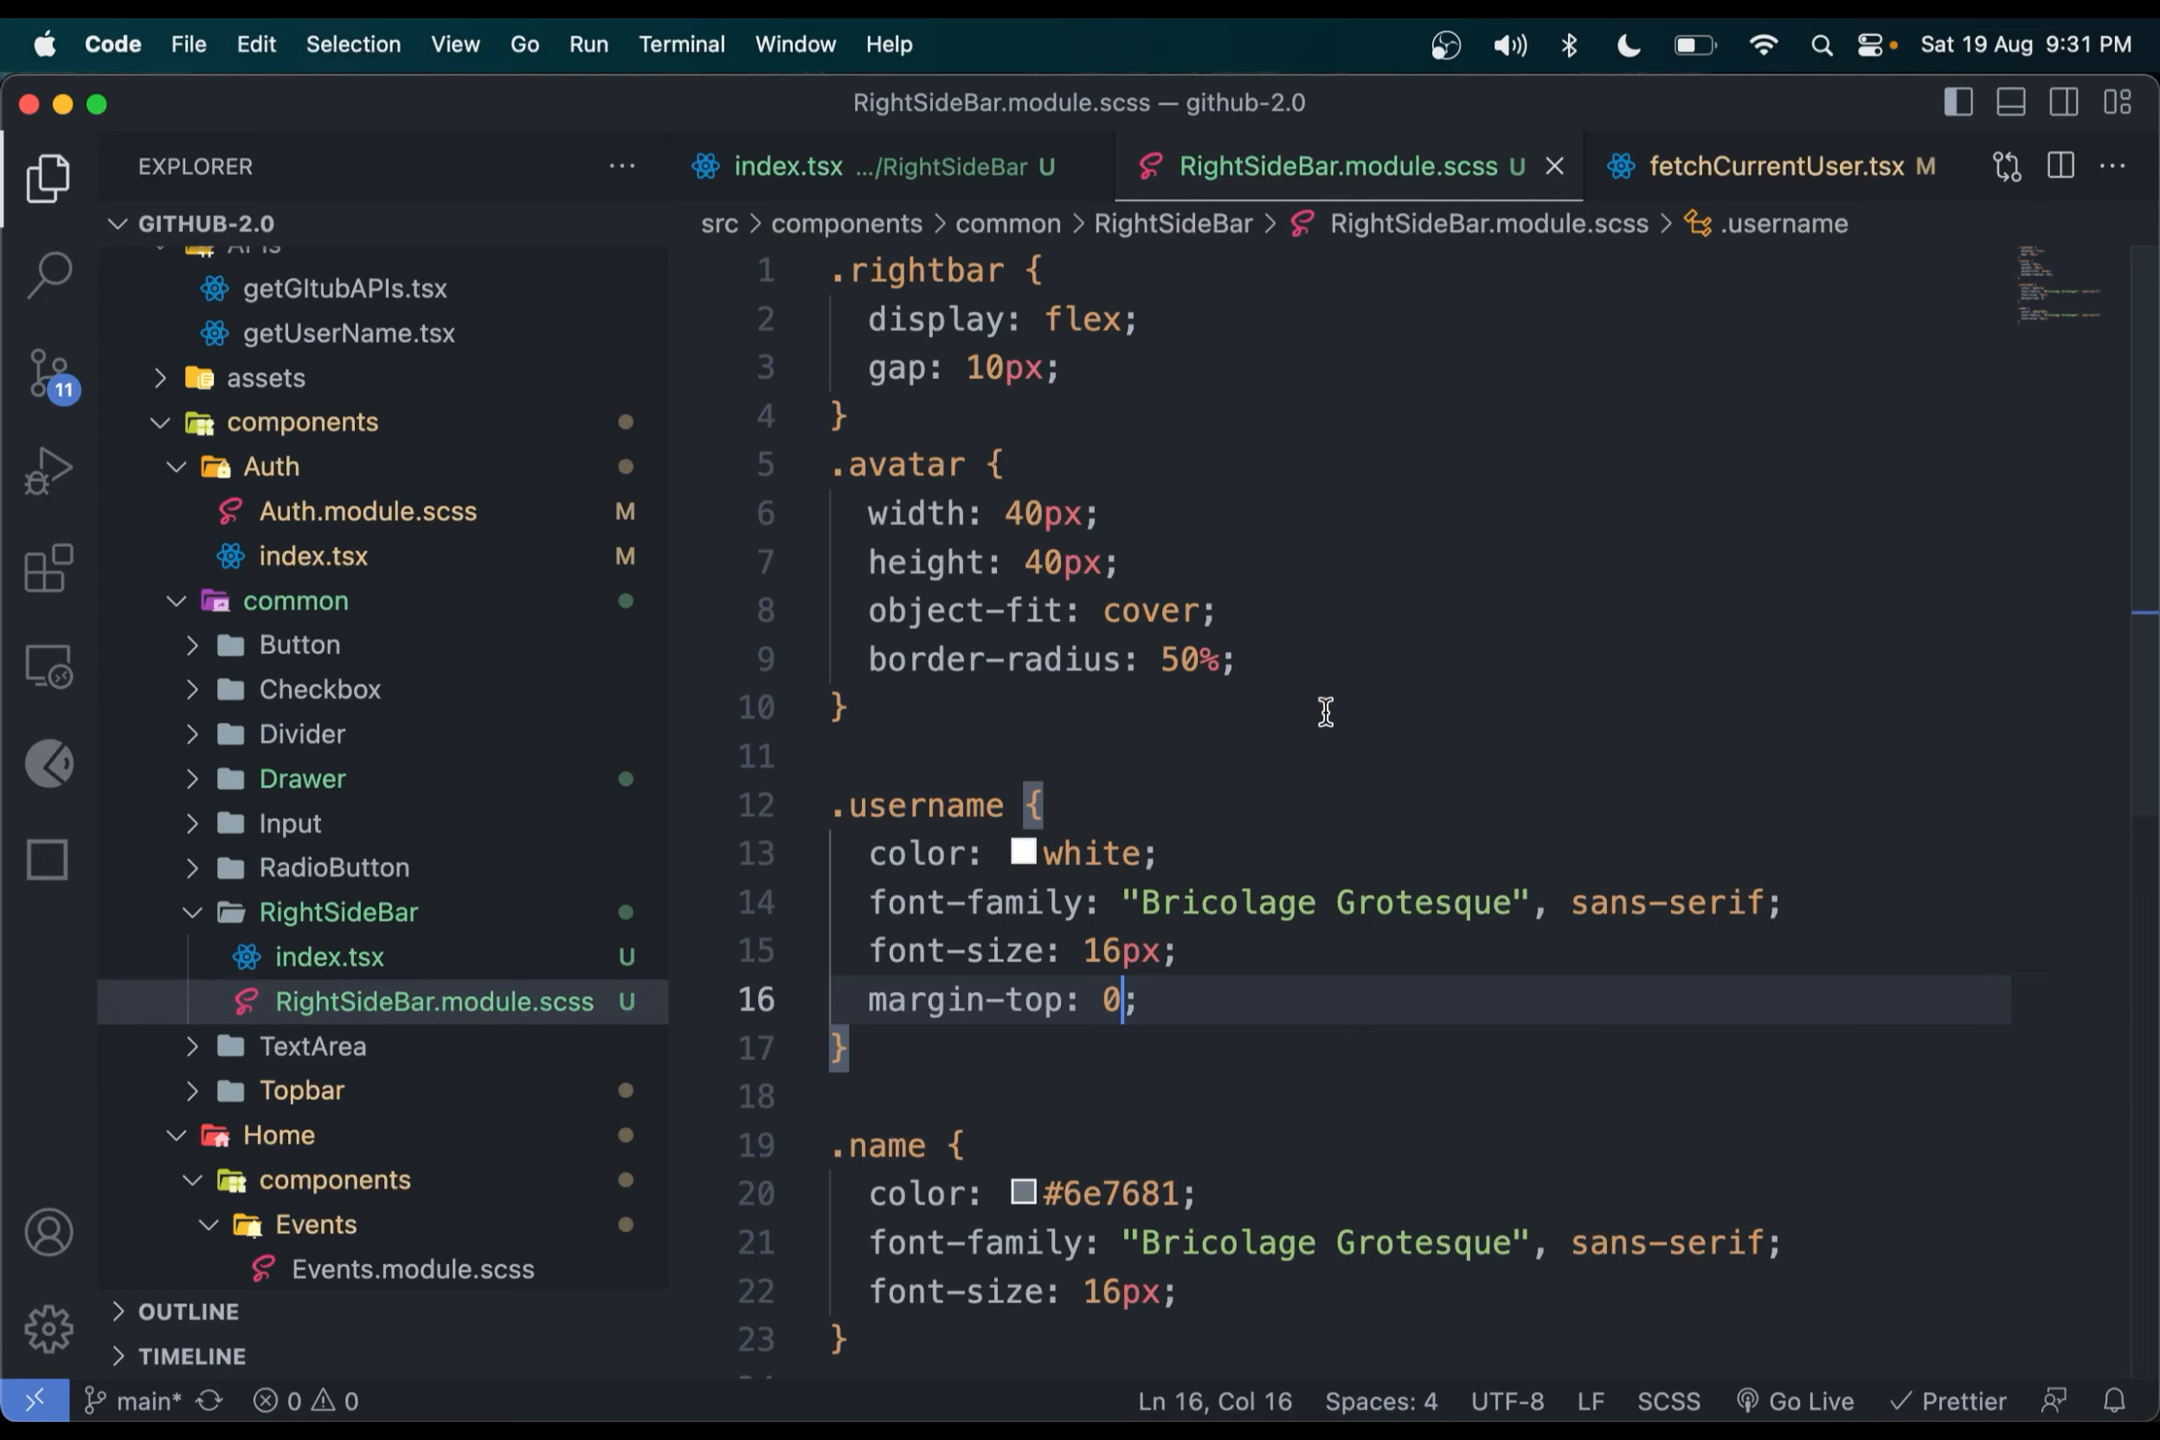 Code File Edit Selection View Go Run Terminal Window Help Sat 19 Aug 9:31 PM
RightSideBar.module.scss — github-2.0
EXPLORER
index.tsx .../RightSideBar U
RightSideBar.module.scss U
fetchCurrentUser.tsx M
GITHUB-2.0
src > components > common > RightSideBar > RightSideBar.module.scss > .username
APIs
getGItubAPIs.tsx
getUserName.tsx
assets
components
Auth
Auth.module.scss M
index.tsx M
common
Button
Checkbox
Divider
Drawer
Input
RadioButton
RightSideBar
index.tsx U
RightSideBar.module.scss U
TextArea
Topbar
Home
components
Events
Events.module.scss
OUTLINE
TIMELINE
11
1 .rightbar {
2 display: flex;
3 gap: 10px;
4 }
5 .avatar {
6 width: 40px;
7 height: 40px;
8 object-fit: cover;
9 border-radius: 50%;
10 }
11
12 .username {
13 color: white;
14 font-family: "Bricolage Grotesque", sans-serif;
15 font-size: 16px;
16 margin-top: 0;
17 }
18
19 .name {
20 color: #6e7681;
21 font-family: "Bricolage Grotesque", sans-serif;
22 font-size: 16px;
23 }
main* 0 0 Ln 16, Col 16 Spaces: 4 UTF-8 LF SCSS Go Live Prettier